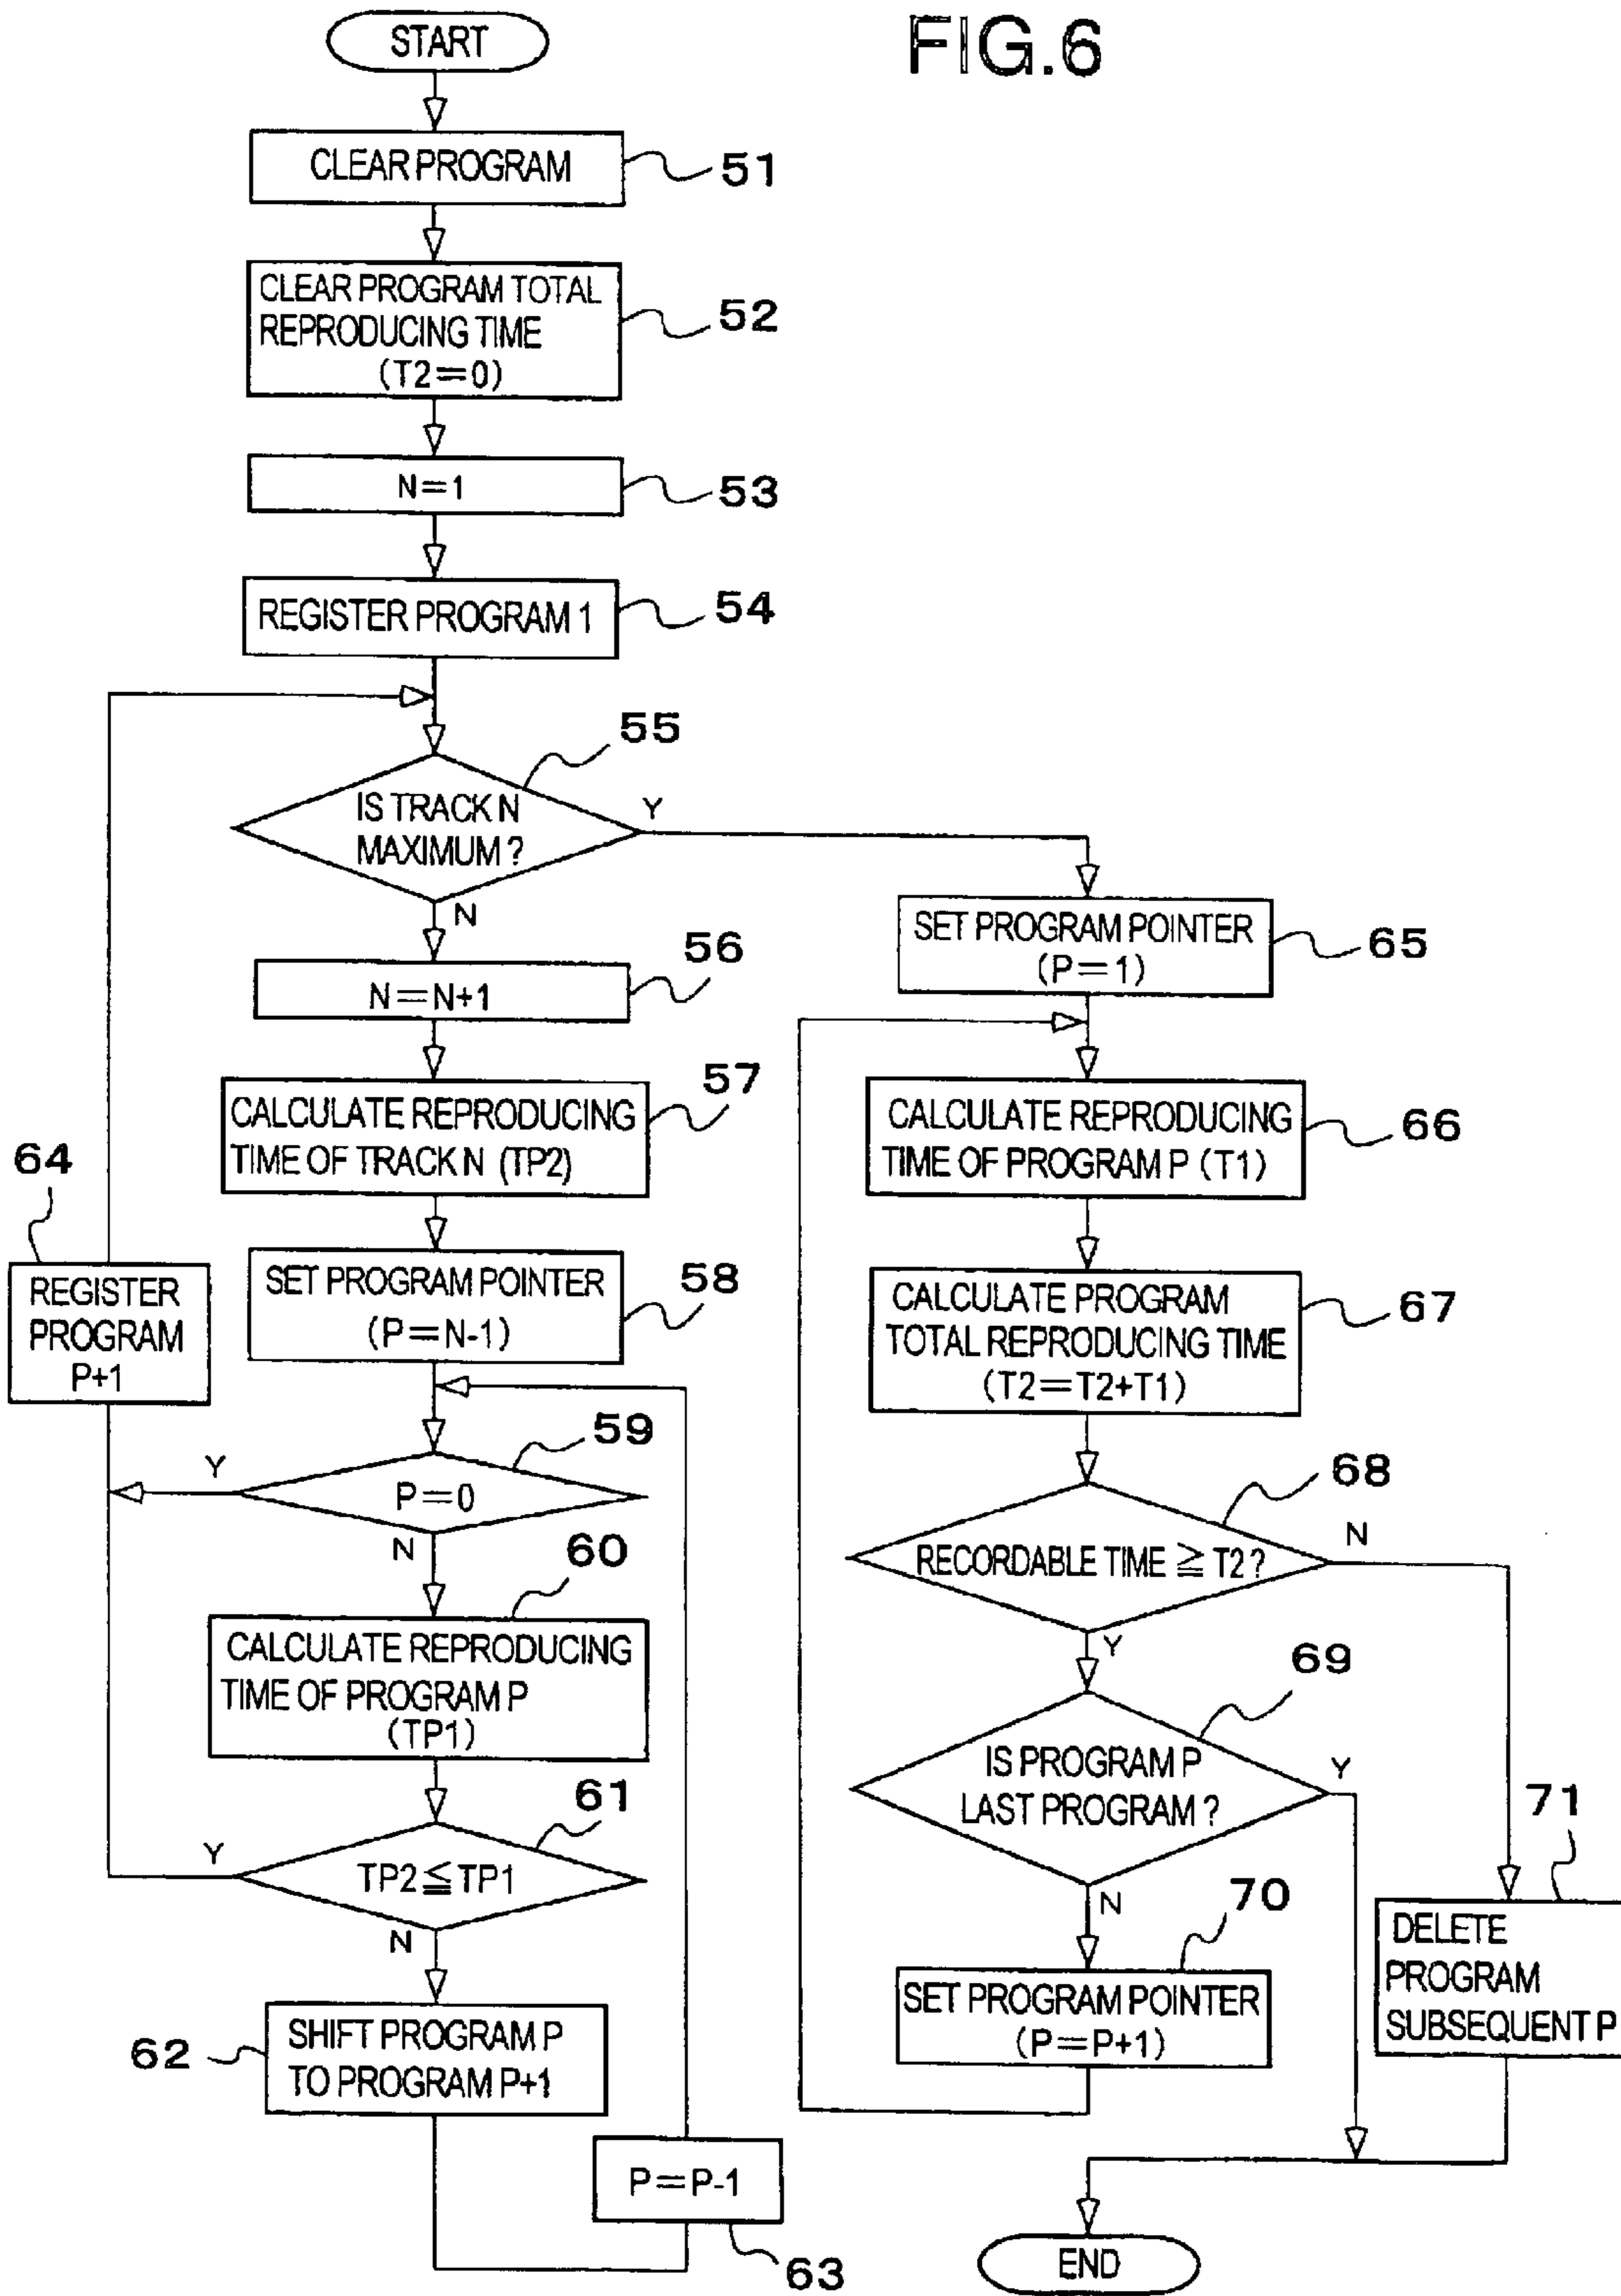 FIG.6
START
CLEAR PROGRAM
51
CLEAR PROGRAM TOTAL
REPRODUCING TIME
(T2=0)
52
N=1
53
REGISTER PROGRAM 1
54
55
IS TRACK N
MAXIMUM ?
Y
N
56
N=N+1
57
CALCULATE REPRODUCING
TIME OF TRACK N (TP2)
58
SET PROGRAM POINTER
(P=N-1)
59
P=0
Y
N
60
CALCULATE REPRODUCING
TIME OF PROGRAM P
(TP1)
61
TP2≦TP1
Y
N
62
SHIFT PROGRAM P
TO PROGRAM P+1
P=P-1
63
64
REGISTER
PROGRAM
P+1
SET PROGRAM POINTER
(P=1)
65
CALCULATE REPRODUCING
TIME OF PROGRAM P (T1)
66
CALCULATE PROGRAM
TOTAL REPRODUCING TIME
(T2=T2+T1)
67
68
RECORDABLE TIME ≧ T2 ?
N
Y
69
IS PROGRAM P
LAST PROGRAM ?
Y
N
70
SET PROGRAM POINTER
(P=P+1)
71
DELETE
PROGRAM
SUBSEQUENT P
END